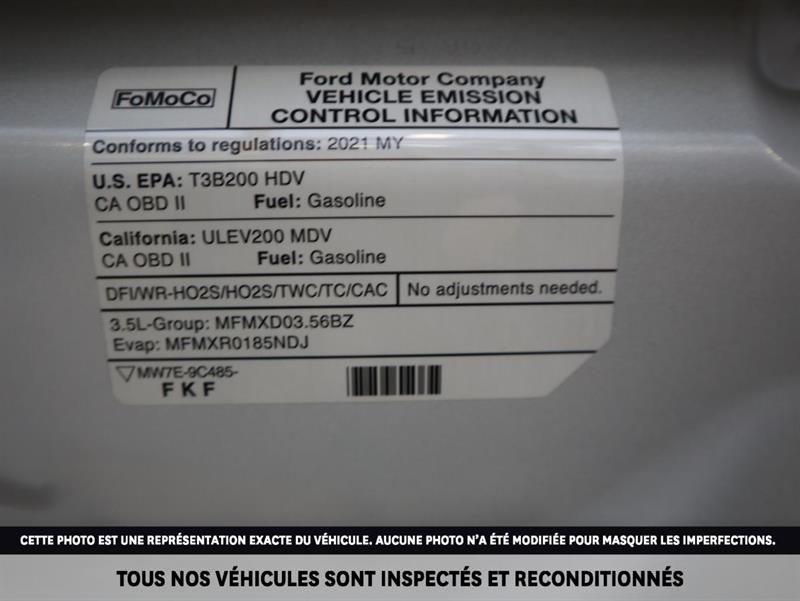 FoMoCo
Ford Motor Company
VEHICLE EMISSION
CONTROL INFORMATION
Conforms to regulations: 2021 MY
U.S. EPA: T3B200 HDV
CA OBD II Fuel: Gasoline
California: ULEV200 MDV
CA OBD II Fuel: Gasoline
DFI/WR-HO2S/HO2S/TWC/TC/CAC No adjustments needed.
3.5L-Group: MFMXD03.56BZ
Evap: MFMXR0185NDJ
MW7E-9C485-
F K F
CETTE PHOTO EST UNE REPRÉSENTATION EXACTE DU VÉHICULE. AUCUNE PHOTO N'A ÉTÉ MODIFIÉE POUR MASQUER LES IMPERFECTIONS.
TOUS NOS VÉHICULES SONT INSPECTÉS ET RECONDITIONNÉS